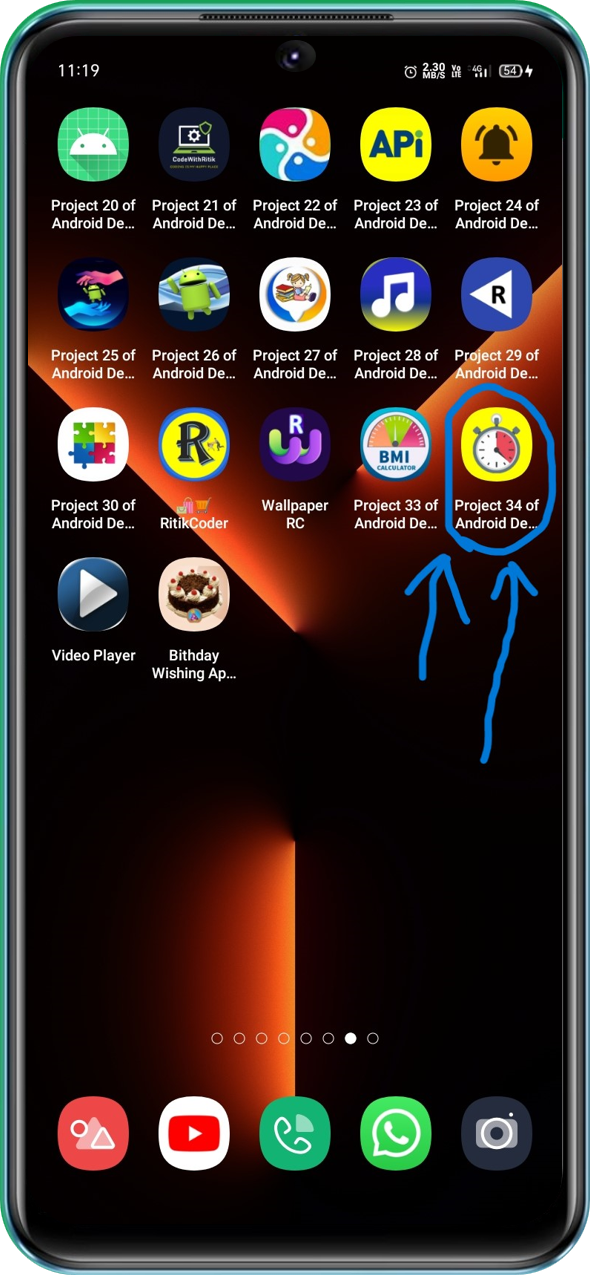 11:19
2.30
MB/S
Vo
LTE
4G
54
CodeWithRitik
APi
Project 20 of
Android De...
Project 21 of
Android De...
Project 22 of
Android De...
Project 23 of
Android De...
Project 24 of
Android De...
R
Project 25 of
Android De...
Project 26 of
Android De...
Project 27 of
Android De...
Project 28 of
Android De...
Project 29 of
Android De...
R
R
BMI
CALCULATOR
Project 30 of
Android De...
RitikCoder
Wallpaper
RC
Project 33 of
Android De...
Project 34 of
Android De...
Video Player
Bithday
Wishing Ap...